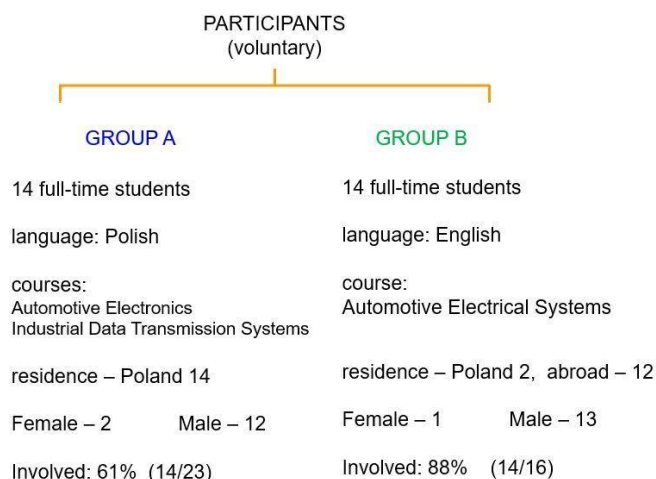 PARTICIPANTS
(voluntary)
GROUP A
14 full-time students
language: Polish
courses:
Automotive Electronics
Industrial Data Transmission Systems
residence – Poland 14
Female – 2 Male – 12
Involved: 61% (14/23)
GROUP B
14 full-time students
language: English
course:
Automotive Electrical Systems
residence – Poland 2, abroad – 12
Female – 1 Male – 13
Involved: 88% (14/16)